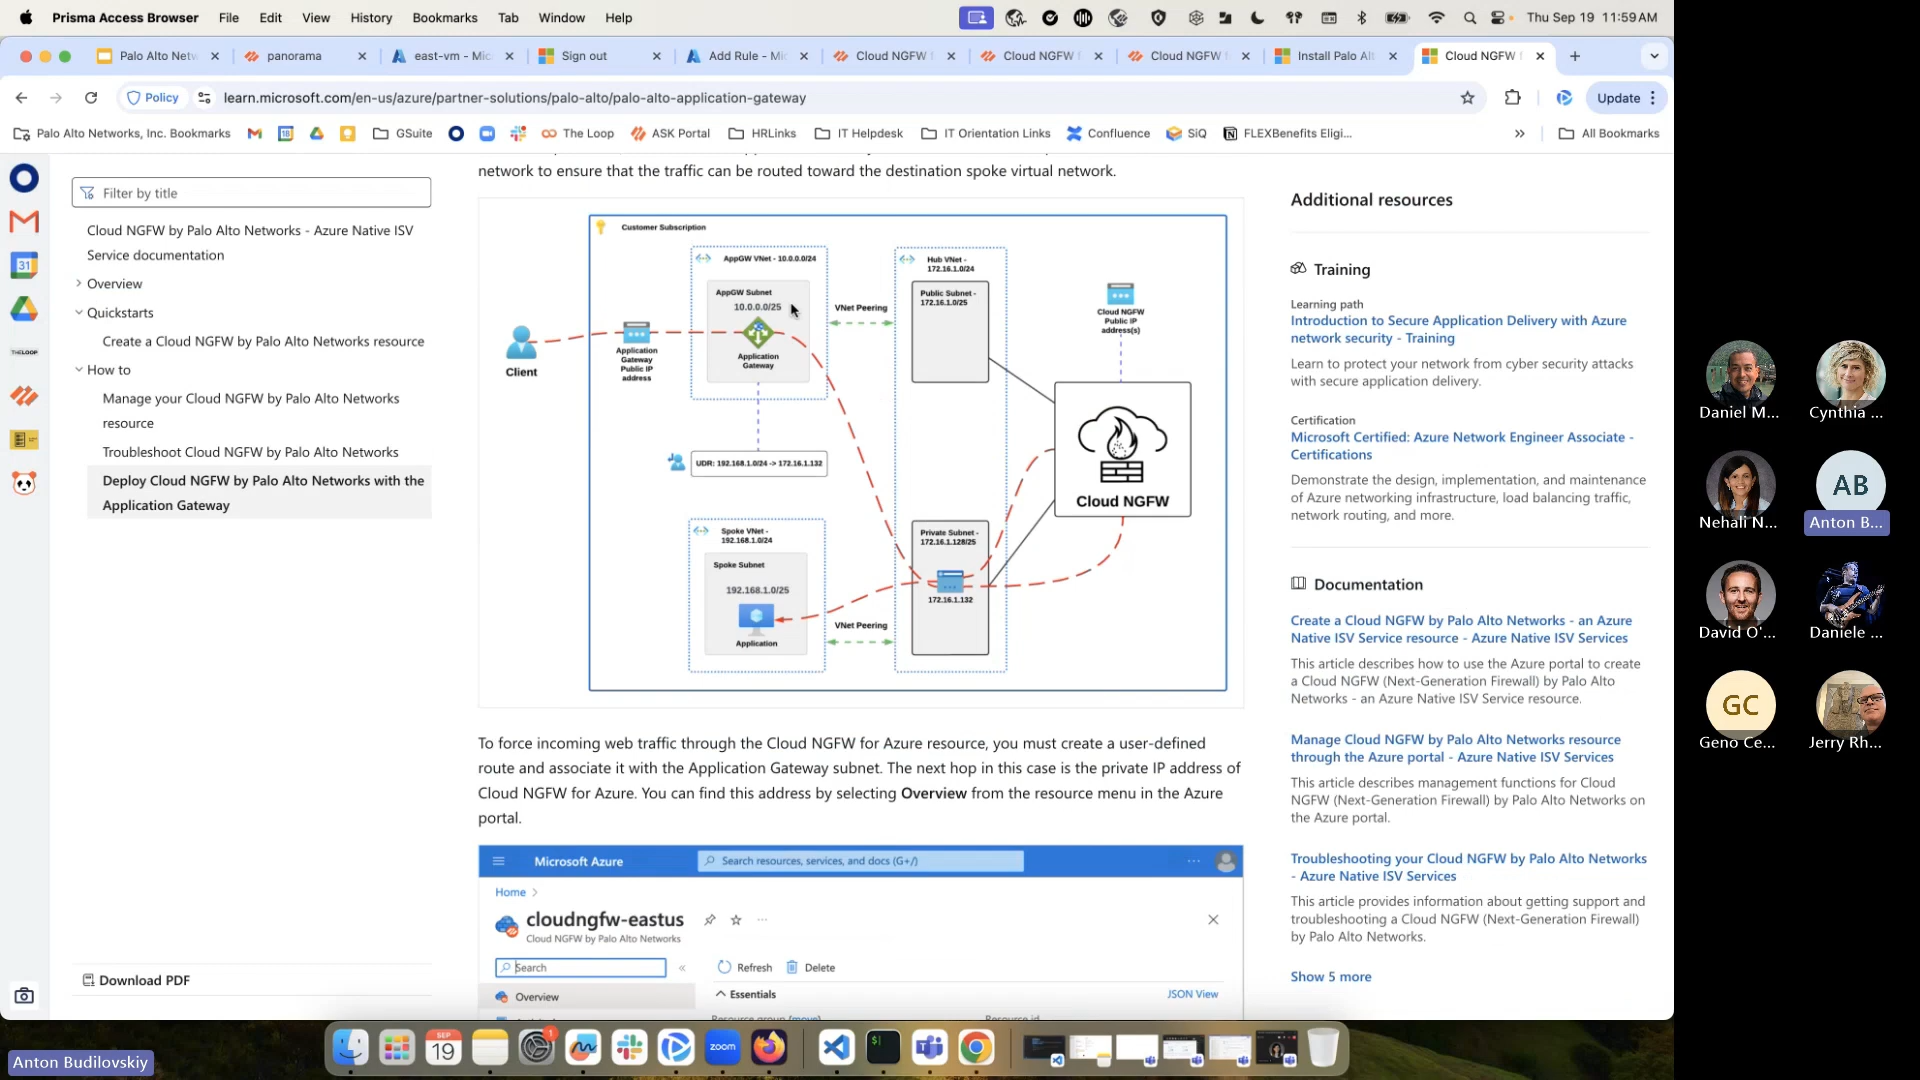 Prisma Access Browser File Edit View History Bookmarks Tab Window Help Thu Sep 19 11:59 AM
Palo Alto Netw panorama east-vm - Mic Sign out Add Rule - Mic Cloud NGFW Cloud NGFW Cloud NGFW Install Palo Alt Cloud NGFW
Policy learn.microsoft.com/en-us/azure/partner-solutions/palo-alto/palo-alto-application-gateway Update
Palo Alto Networks, Inc. Bookmarks GSuite The Loop ASK Portal HRLinks IT Helpdesk IT Orientation Links Confluence SiQ FLEXBenefits Eligi... All Bookmarks
Filter by title
Cloud NGFW by Palo Alto Networks - Azure Native ISV
Service documentation
Overview
Quickstarts
Create a Cloud NGFW by Palo Alto Networks resource
How to
Manage your Cloud NGFW by Palo Alto Networks
resource
Troubleshoot Cloud NGFW by Palo Alto Networks
Deploy Cloud NGFW by Palo Alto Networks with the
Application Gateway
Download PDF
network to ensure that the traffic can be routed toward the destination spoke virtual network.
Customer Subscription
AppGW VNet - 10.0.0.0/24
AppGW Subnet
10.0.0.0/25
Application
Gateway
Client
Application
Gateway
Public IP
address
VNet Peering
Hub VNet -
172.16.1.0/24
Public Subnet -
172.16.1.0/25
Cloud NGFW
Public IP
address(s)
Cloud NGFW
UDR: 192.168.1.0/24 -> 172.16.1.132
Spoke VNet -
192.168.1.0/24
Spoke Subnet
192.168.1.0/25
Application
VNet Peering
Private Subnet -
172.16.1.128/25
172.16.1.132
To force incoming web traffic through the Cloud NGFW for Azure resource, you must create a user-defined
route and associate it with the Application Gateway subnet. The next hop in this case is the private IP address of
Cloud NGFW for Azure. You can find this address by selecting Overview from the resource menu in the Azure
portal.
Microsoft Azure
Search resources, services, and docs (G+/)
Home
cloudngfw-eastus
Cloud NGFW by Palo Alto Networks
Search
Refresh Delete
Overview
Essentials
JSON View
Resource group (move)
Resource id
Additional resources
Training
Learning path
Introduction to Secure Application Delivery with Azure
network security - Training
Learn to protect your network from cyber security attacks
with secure application delivery.
Certification
Microsoft Certified: Azure Network Engineer Associate -
Certifications
Demonstrate the design, implementation, and maintenance
of Azure networking infrastructure, load balancing traffic,
network routing, and more.
Documentation
Create a Cloud NGFW by Palo Alto Networks - an Azure
Native ISV Service resource - Azure Native ISV Services
This article describes how to use the Azure portal to create
a Cloud NGFW (Next-Generation Firewall) by Palo Alto
Networks - an Azure Native ISV Service resource.
Manage Cloud NGFW by Palo Alto Networks resource
through the Azure portal - Azure Native ISV Services
This article describes management functions for Cloud
NGFW (Next-Generation Firewall) by Palo Alto Networks on
the Azure portal.
Troubleshooting your Cloud NGFW by Palo Alto Networks
- Azure Native ISV Services
This article provides information about getting support and
troubleshooting a Cloud NGFW (Next-Generation Firewall)
by Palo Alto Networks.
Show 5 more
Daniel M... Cynthia ...
AB
Nehali N... Anton B...
David O'... Daniele ...
GC
Geno Ce... Jerry Rh...
SEP
19
1
zoom
Anton Budilovskiy